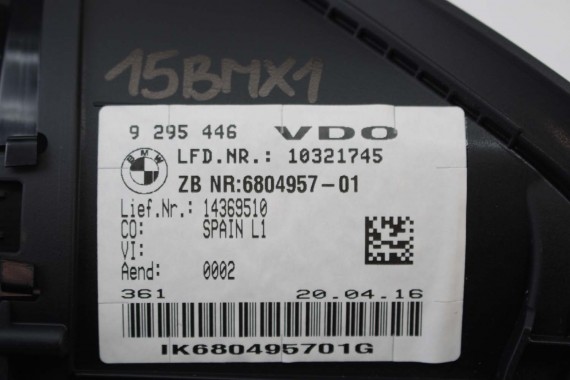 15BMX1
9 295 446 VDO
BMW LFD.NR.: 10321745
ZB NR:6804957-01
Lief.Nr.: 14369510
CO: SPAIN L1
VI:
Aend: 0002
361 20.04.16
IK680495701G